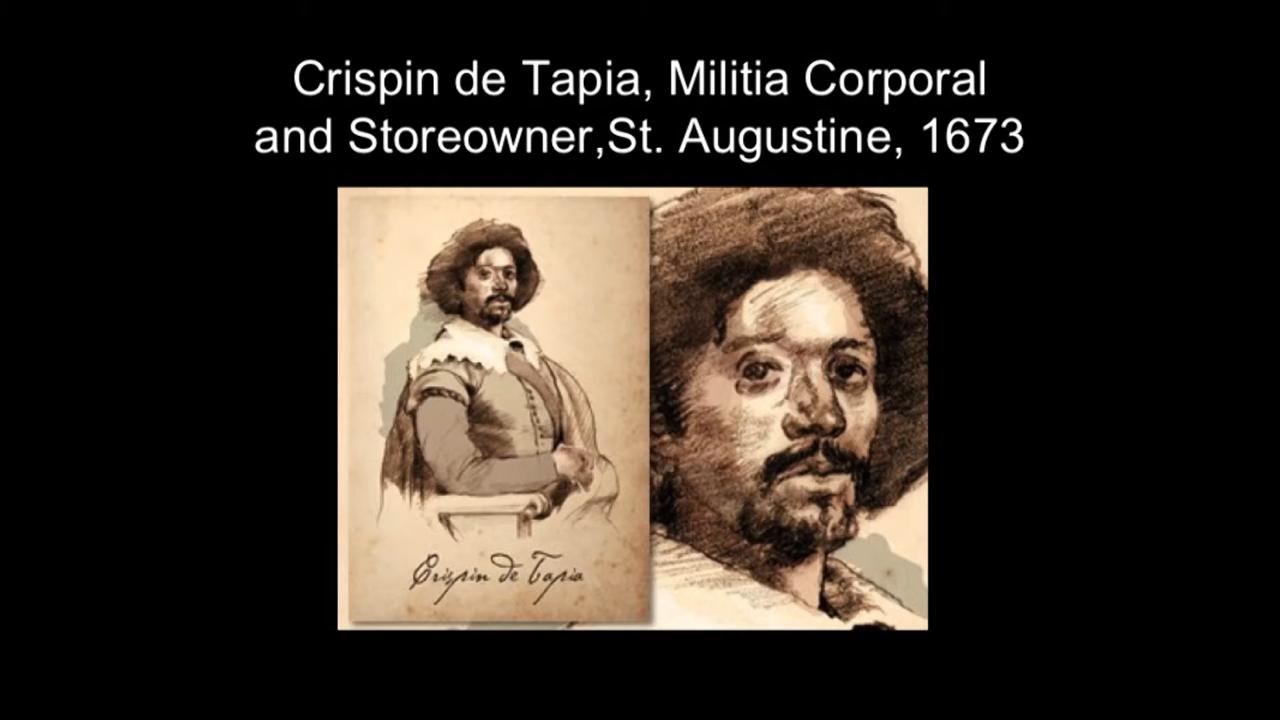 Crispin de Tapia, Militia Corporal
and Storeowner,St. Augustine, 1673
Crispin de Tapia